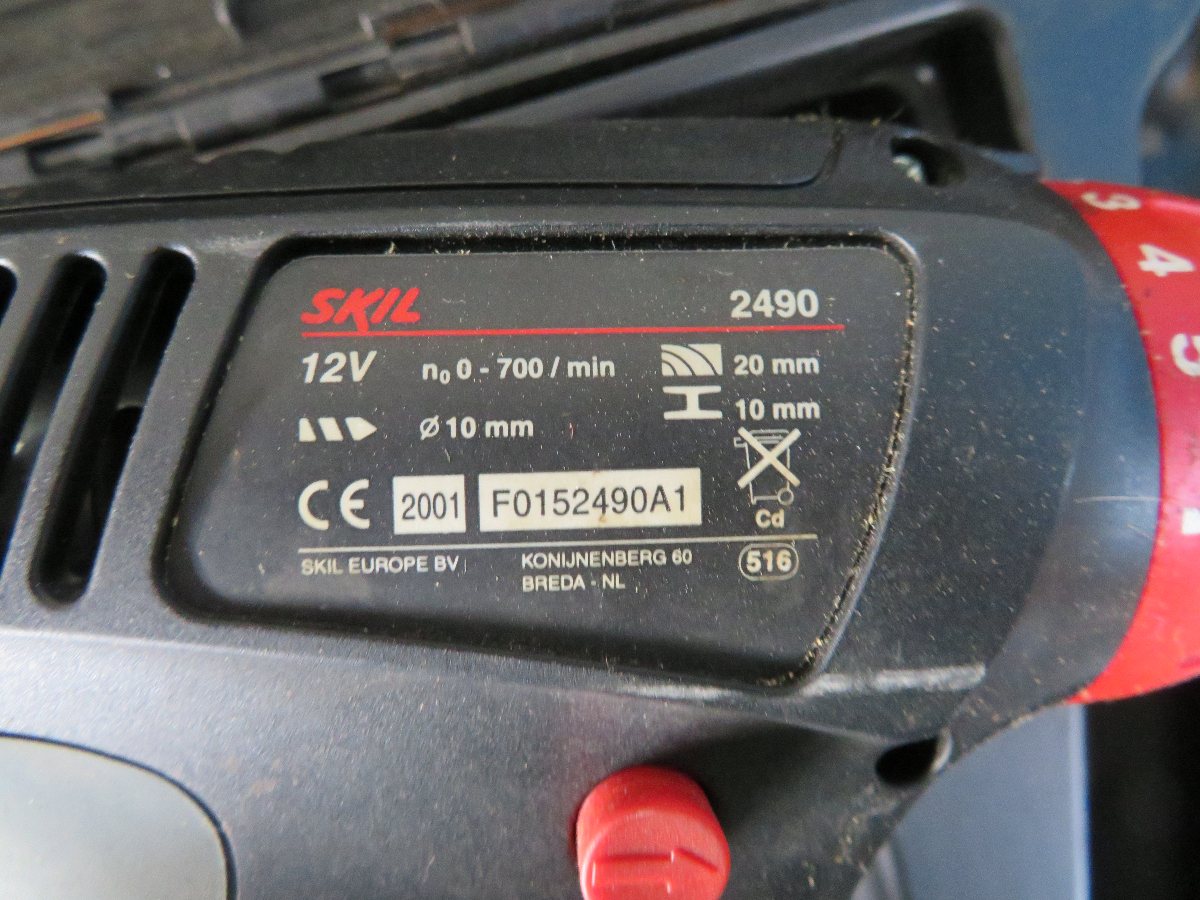 SKIL 2490
12V n₀ 0 - 700 / min 20 mm
10 mm
Ø 10 mm
CE 2001 F0152490A1 Cd
SKIL EUROPE BV KONIJNENBERG 60 516
BREDA - NL
3
4
5